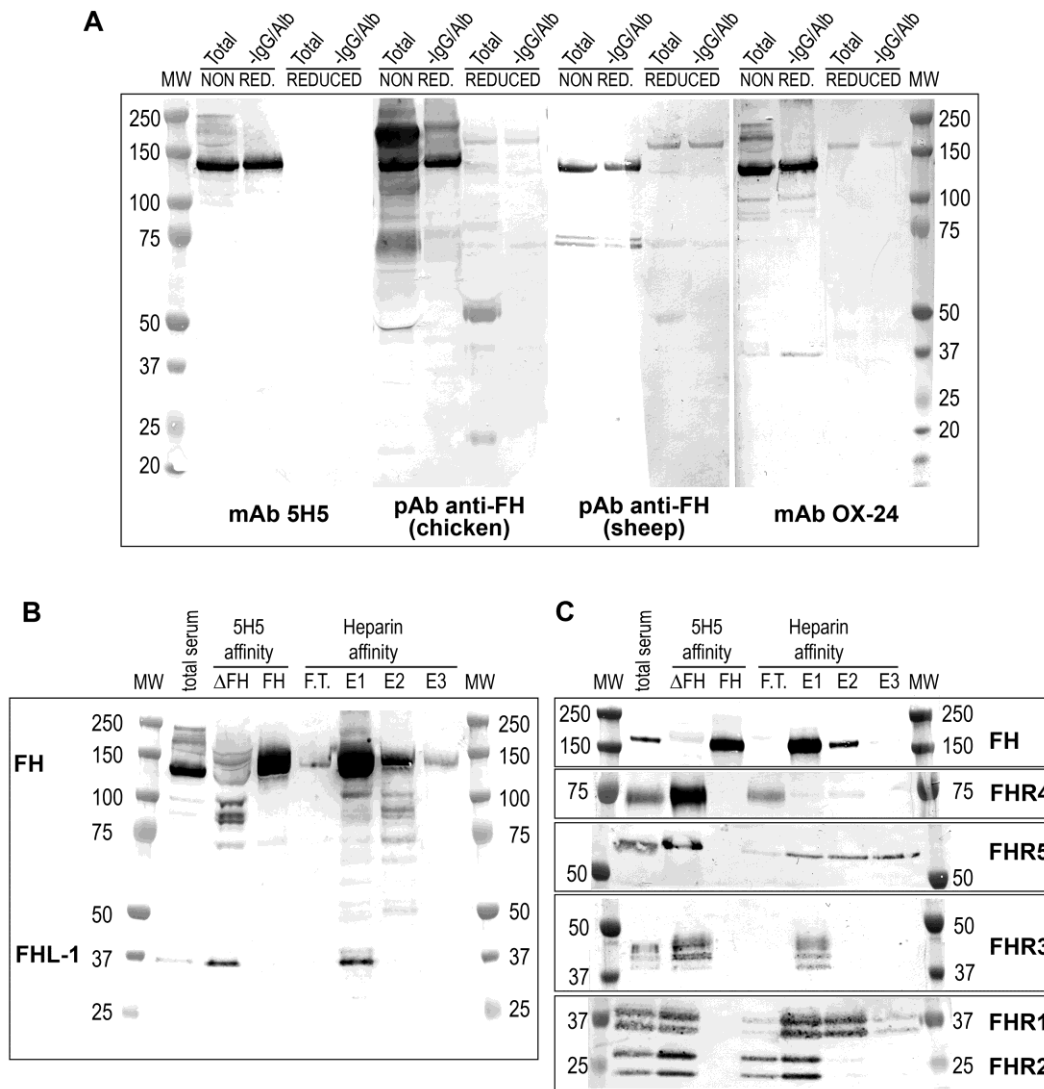 A
Total -IgG/Alb Total -IgG/Alb Total -IgG/Alb Total -IgG/Alb Total -IgG/Alb Total -IgG/Alb Total -IgG/Alb Total -IgG/Alb
MW NON RED. REDUCED NON RED. REDUCED NON RED. REDUCED NON RED. REDUCED MW
250 250
150 150
100 100
75 75
50 50
37 37
25 25
20 20
mAb 5H5 pAb anti-FH (chicken) pAb anti-FH (sheep) mAb OX-24
B
total serum
5H5 affinity
Heparin affinity
MW ΔFH FH F.T. E1 E2 E3 MW
250 250
FH 150 150
100 100
75 75
50 50
FHL-1 37 37
25 25
C
total serum
5H5 affinity
Heparin affinity
MW ΔFH FH F.T. E1 E2 E3 MW
250 250
150 150 FH
75 75 FHR4
FHR5
50 50
50 50
FHR3
37 37
37 37 FHR1
25 25 FHR2